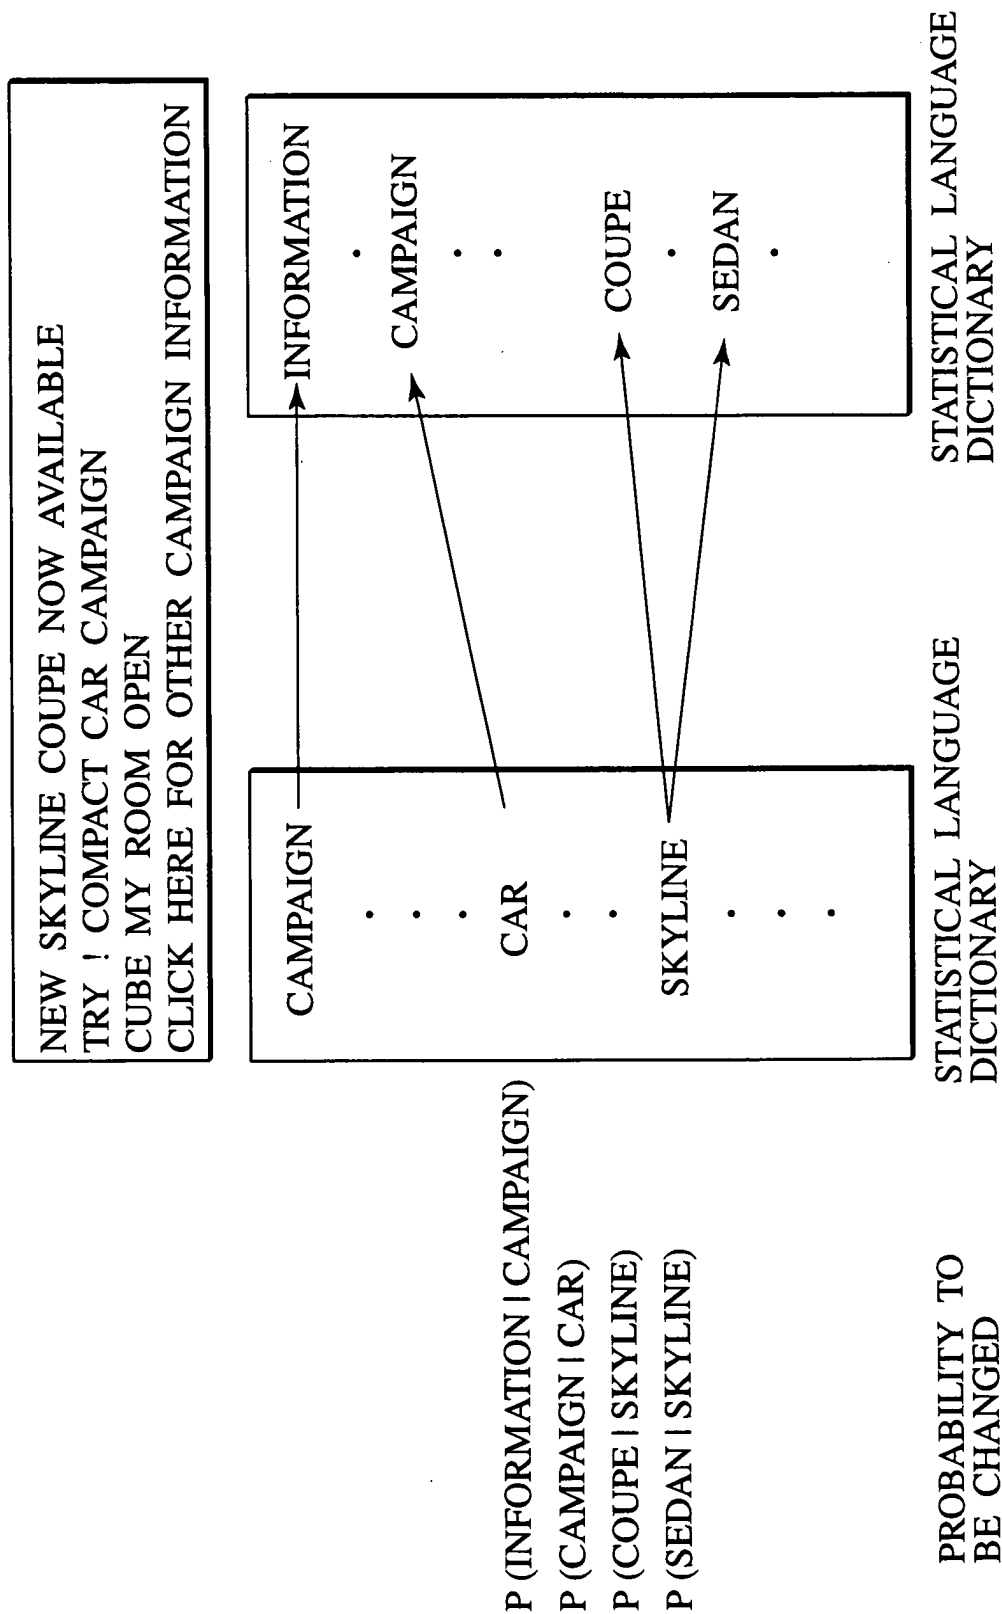 NEW SKYLINE COUPE NOW AVAILABLE
TRY ! COMPACT CAR CAMPAIGN
CUBE MY ROOM OPEN
CLICK HERE FOR OTHER CAMPAIGN INFORMATION
P (INFORMATION | CAMPAIGN)
P (CAMPAIGN | CAR)
P (COUPE | SKYLINE)
P (SEDAN | SKYLINE)
PROBABILITY TO
BE CHANGED
CAMPAIGN
CAR
SKYLINE
STATISTICAL LANGUAGE
DICTIONARY
INFORMATION
CAMPAIGN
COUPE
SEDAN
STATISTICAL LANGUAGE
DICTIONARY